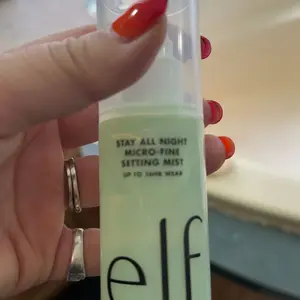 STAY ALL NIGHT
MICRO-FINE
SETTING MIST
UP TO 16HR WEAR
elf